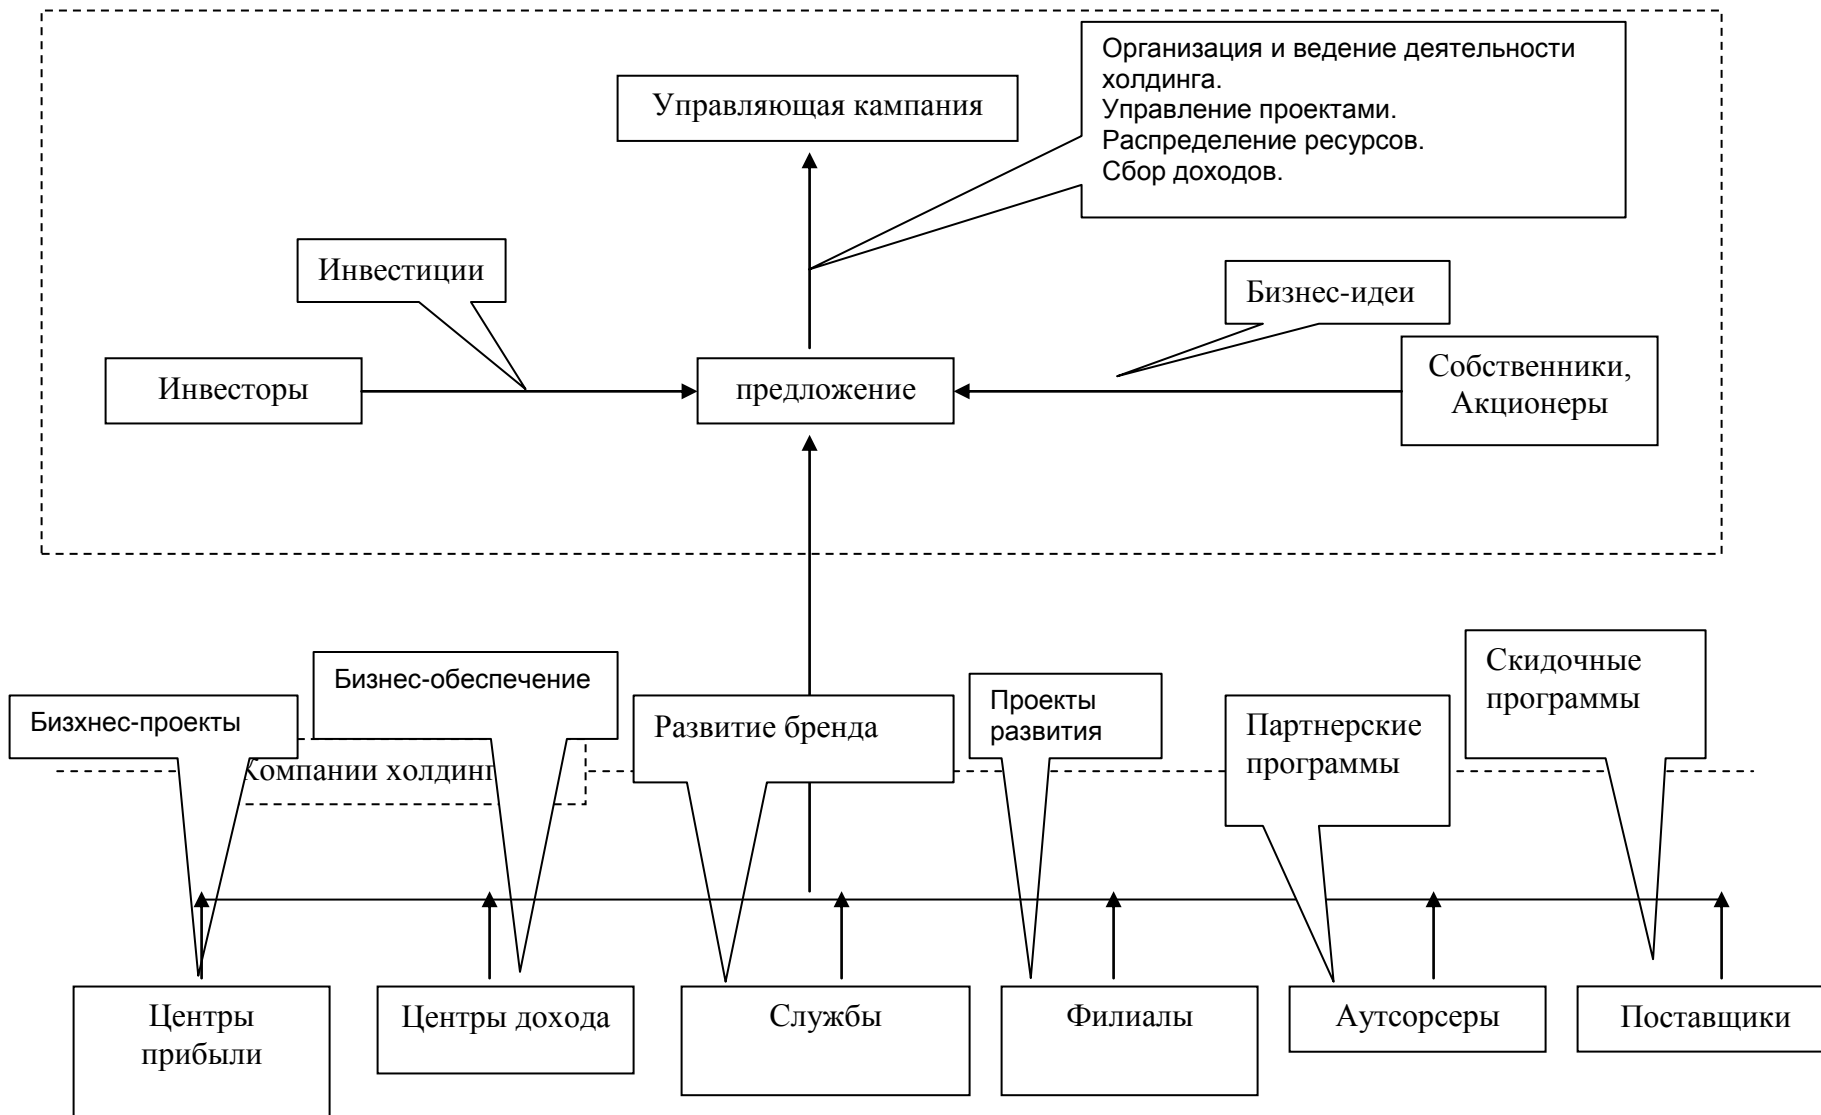 Организация и ведение деятельности
холдинга.
Управление проектами.
Распределение ресурсов.
Сбор доходов.
Управляющая кампания
Инвестиции
Бизнес-идеи
Инвесторы
предложение
Собственники,
Акционеры
Бизхнес-проекты
Бизнес-обеспечение
Развитие бренда
Проекты
развития
Партнерские
программы
Скидочные
программы
Компании холдинг
Центры
прибыли
Центры дохода
Службы
Филиалы
Аутсорсеры
Поставщики